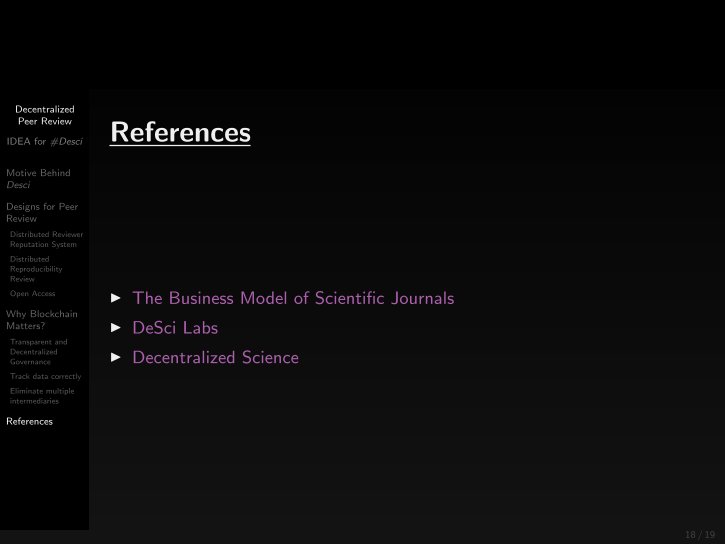 Decentralized
Peer Review
IDEA for #Desci
Motive Behind
Desci
Designs for Peer
Review
Distributed Reviewer
Reputation System
Distributed
Reproducibility
Review
Open Access
Why Blockchain
Matters?
Transparent and
Decentralized
Governance
Track data correctly
Eliminate multiple
intermediaries
References
References
The Business Model of Scientific Journals
DeSci Labs
Decentralized Science
18 / 19